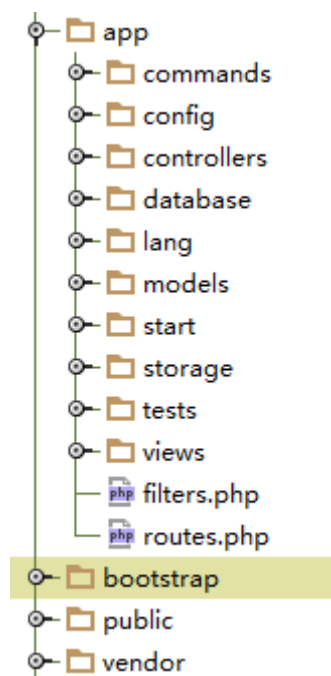 app
commands
config
controllers
database
lang
models
start
storage
tests
views
php filters.php
php routes.php
bootstrap
public
vendor